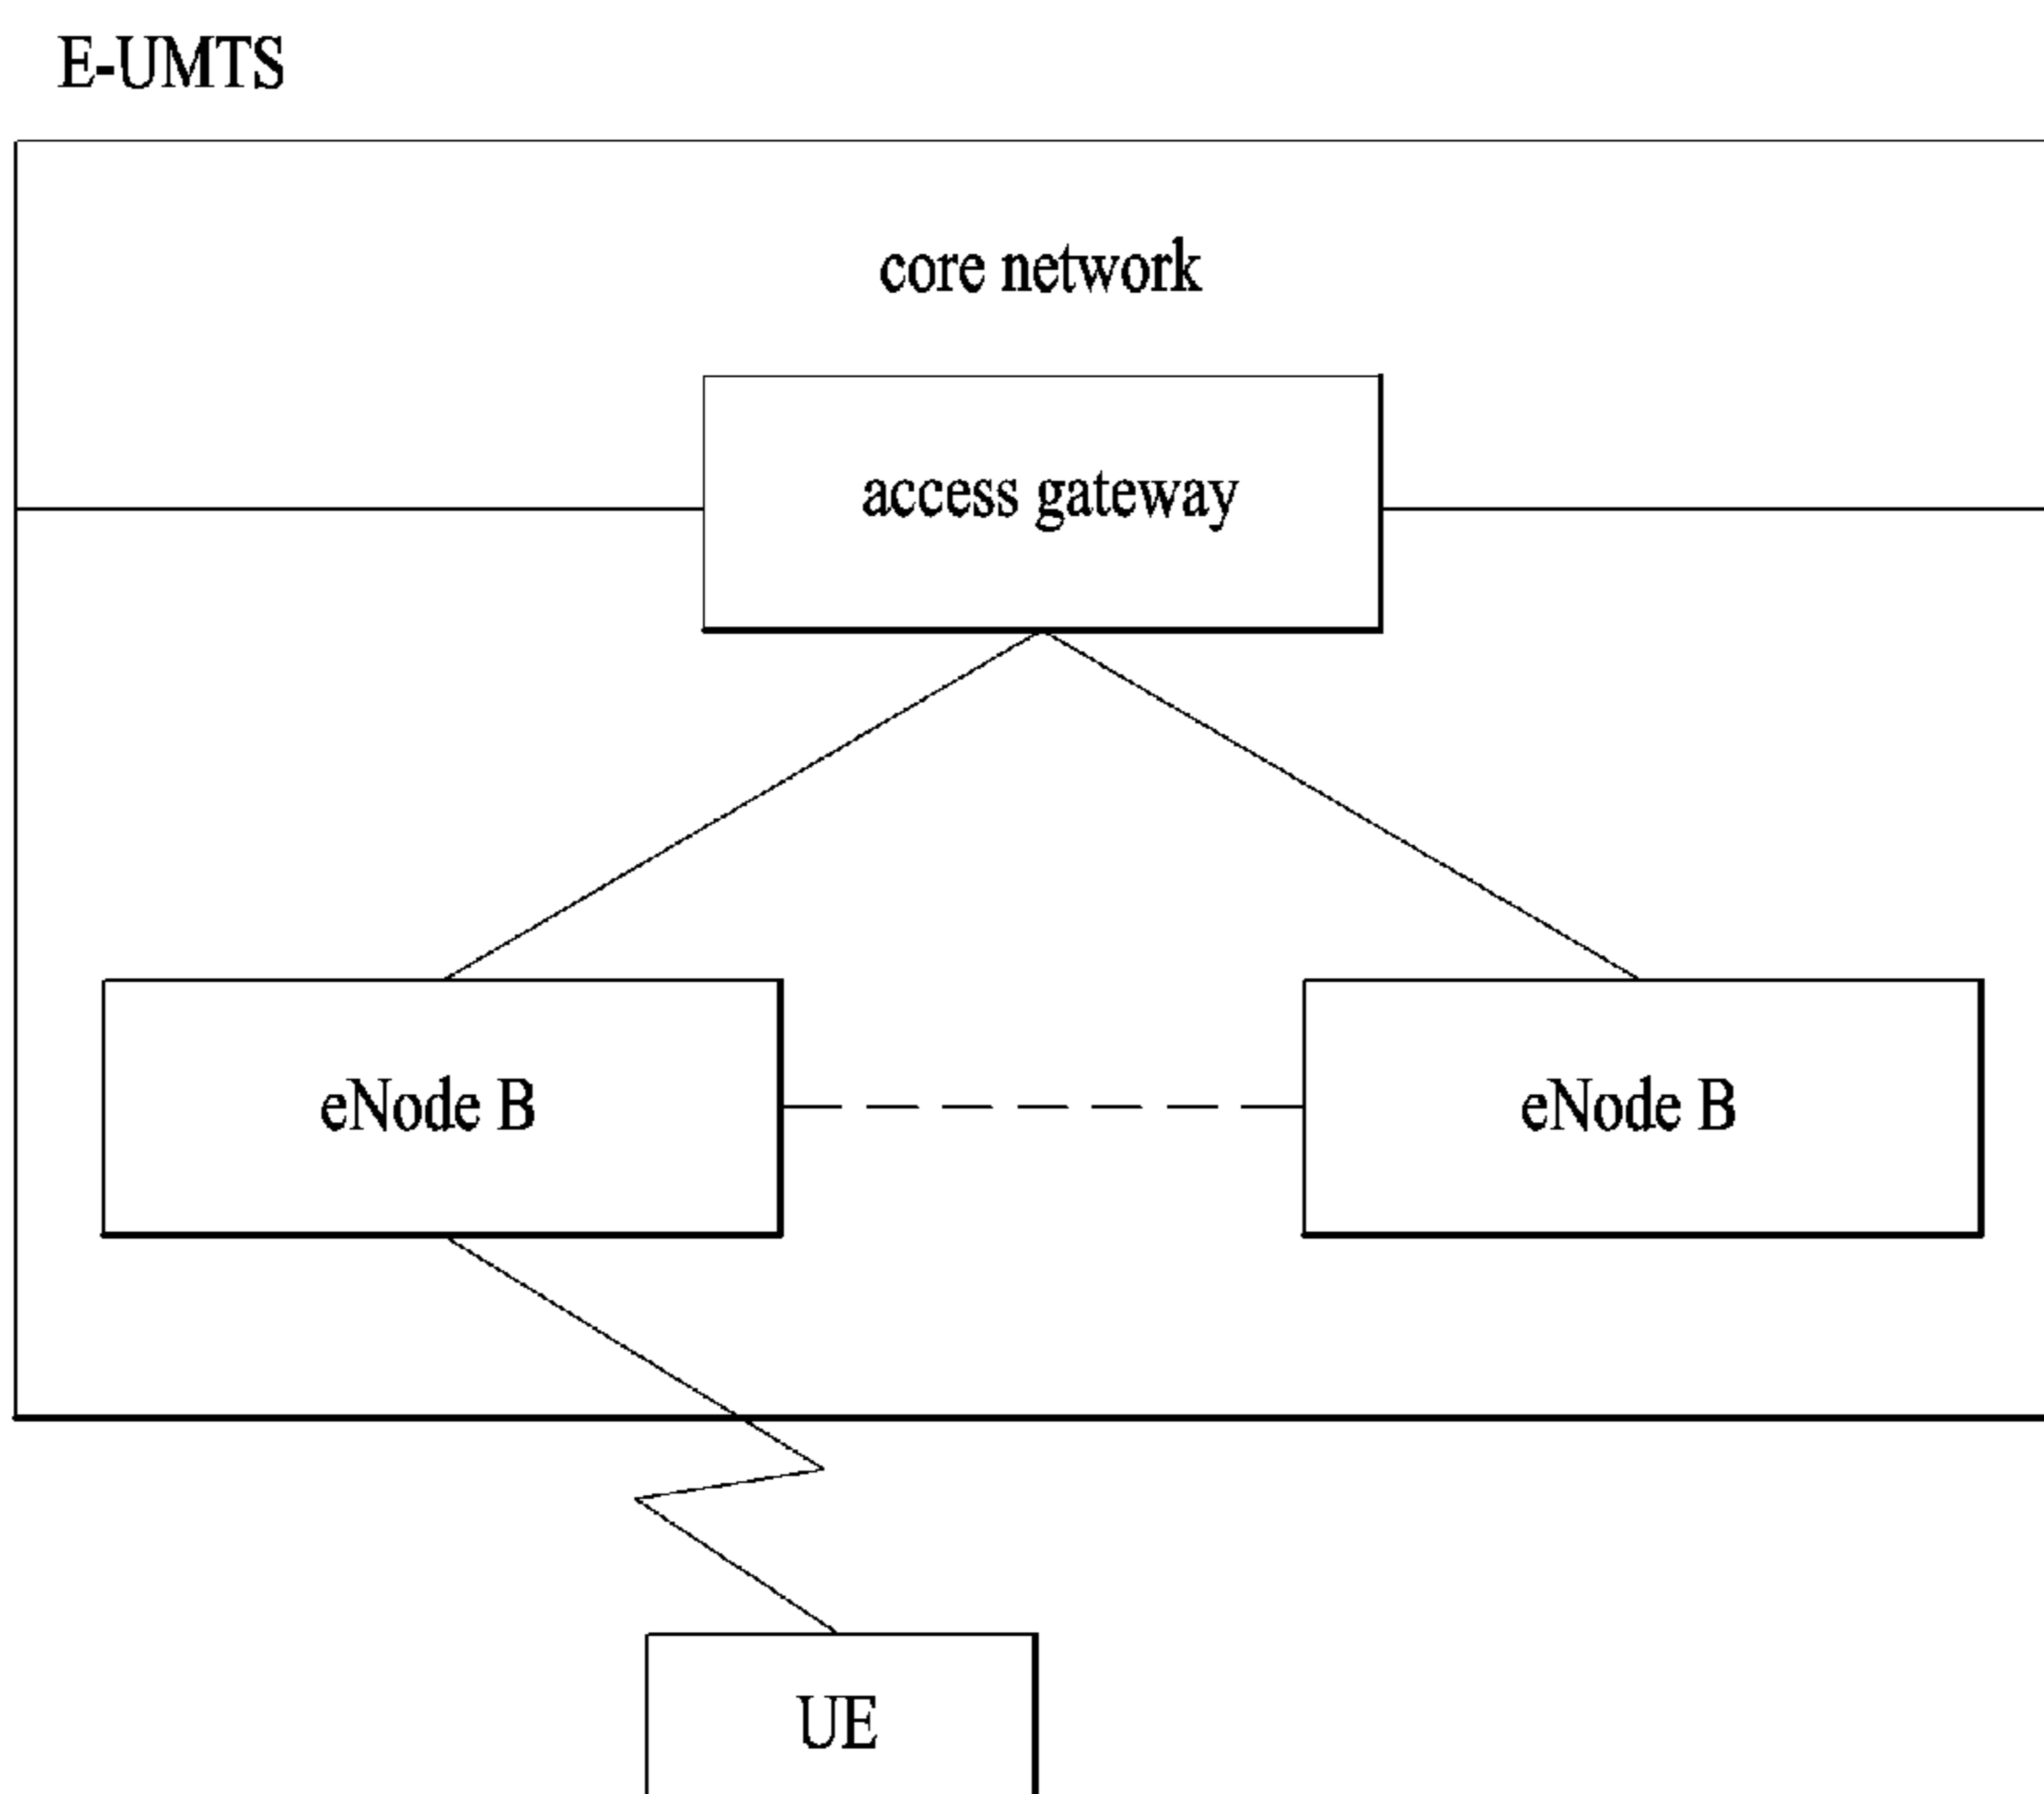 E-UMTS
core network
access gateway
eNode B
eNode B
UE